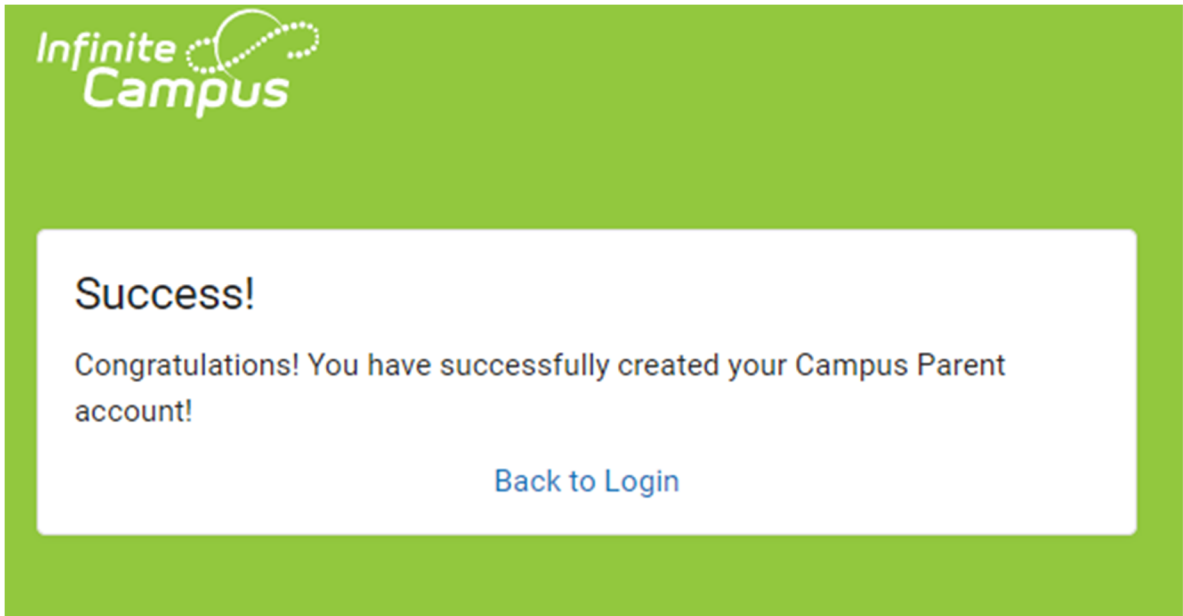 Infinite
Campus
Success!
Congratulations! You have successfully created your Campus Parent
account!
Back to Login